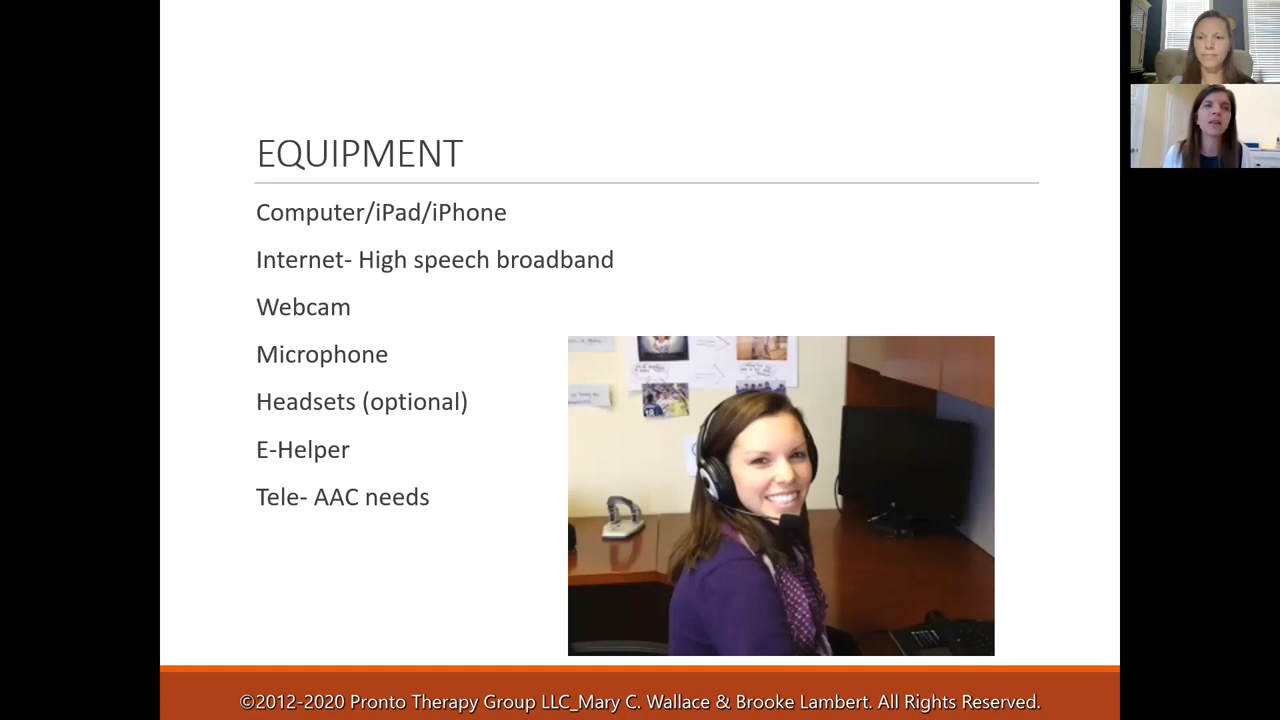 EQUIPMENT
Computer/iPad/iPhone
Internet- High speech broadband
Webcam
Microphone
Headsets (optional)
E-Helper
Tele- AAC needs
©2012-2020 Pronto Therapy Group LLC_Mary C. Wallace & Brooke Lambert. All Rights Reserved.